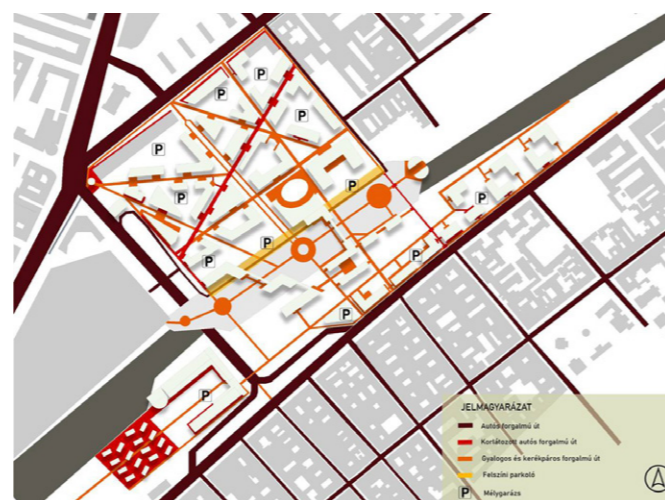 P
P
P
P
P
P
P
P
P
P
P
P
P
JELMAGYARÁZAT
Autós forgalmú út
Korlátozott autós forgalmú út
Gyalogos és kerékpáros forgalmú út
Felszíni parkoló
P Mélygarázs